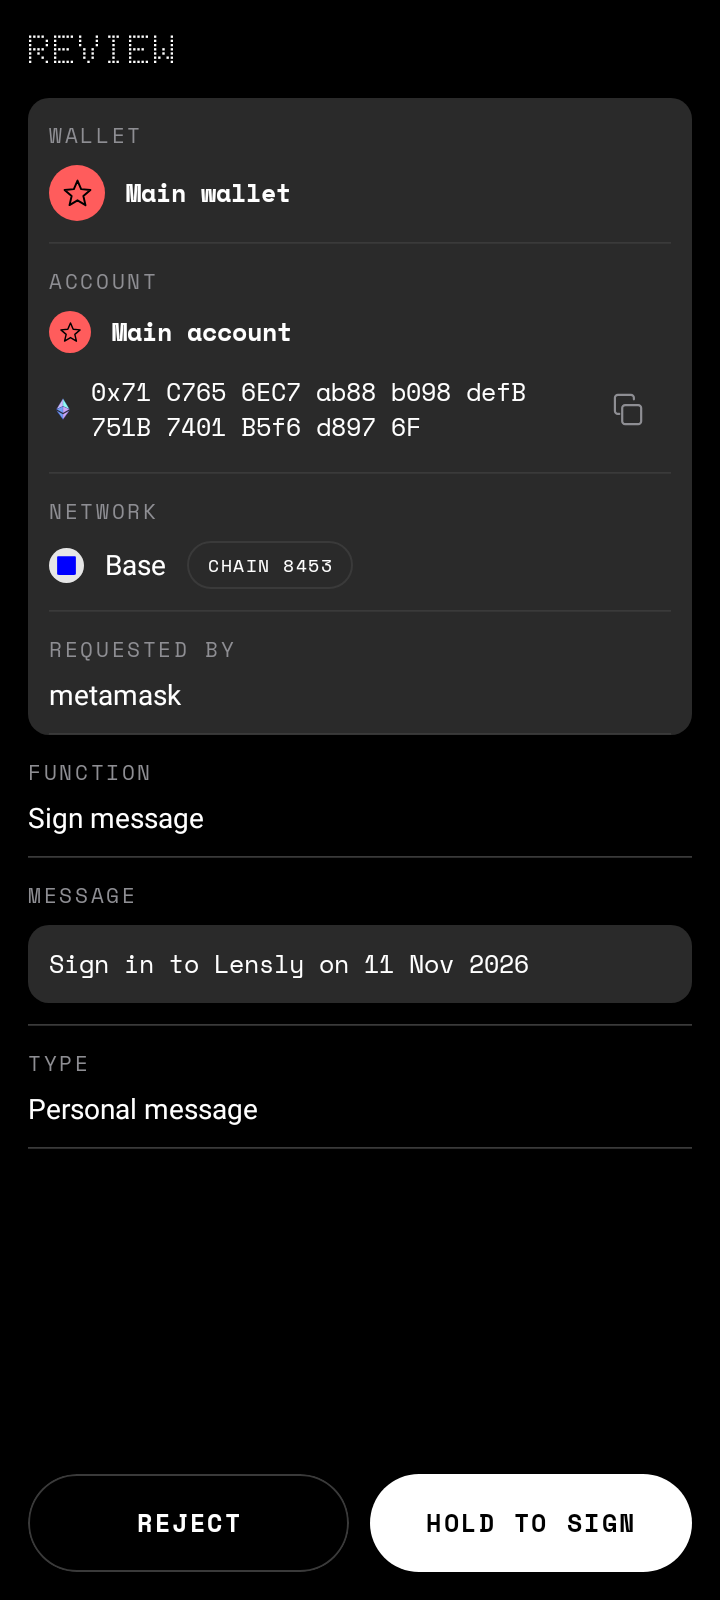 REVIEW
WALLET
Main wallet
ACCOUNT
Main account
0x71 C765 6EC7 ab88 b098 defB
751B 7401 B5f6 d897 6F
NETWORK
Base CHAIN 8453
REQUESTED BY
metamask
FUNCTION
Sign message
MESSAGE
Sign in to Lensly on 11 Nov 2026
TYPE
Personal message
REJECT HOLD TO SIGN